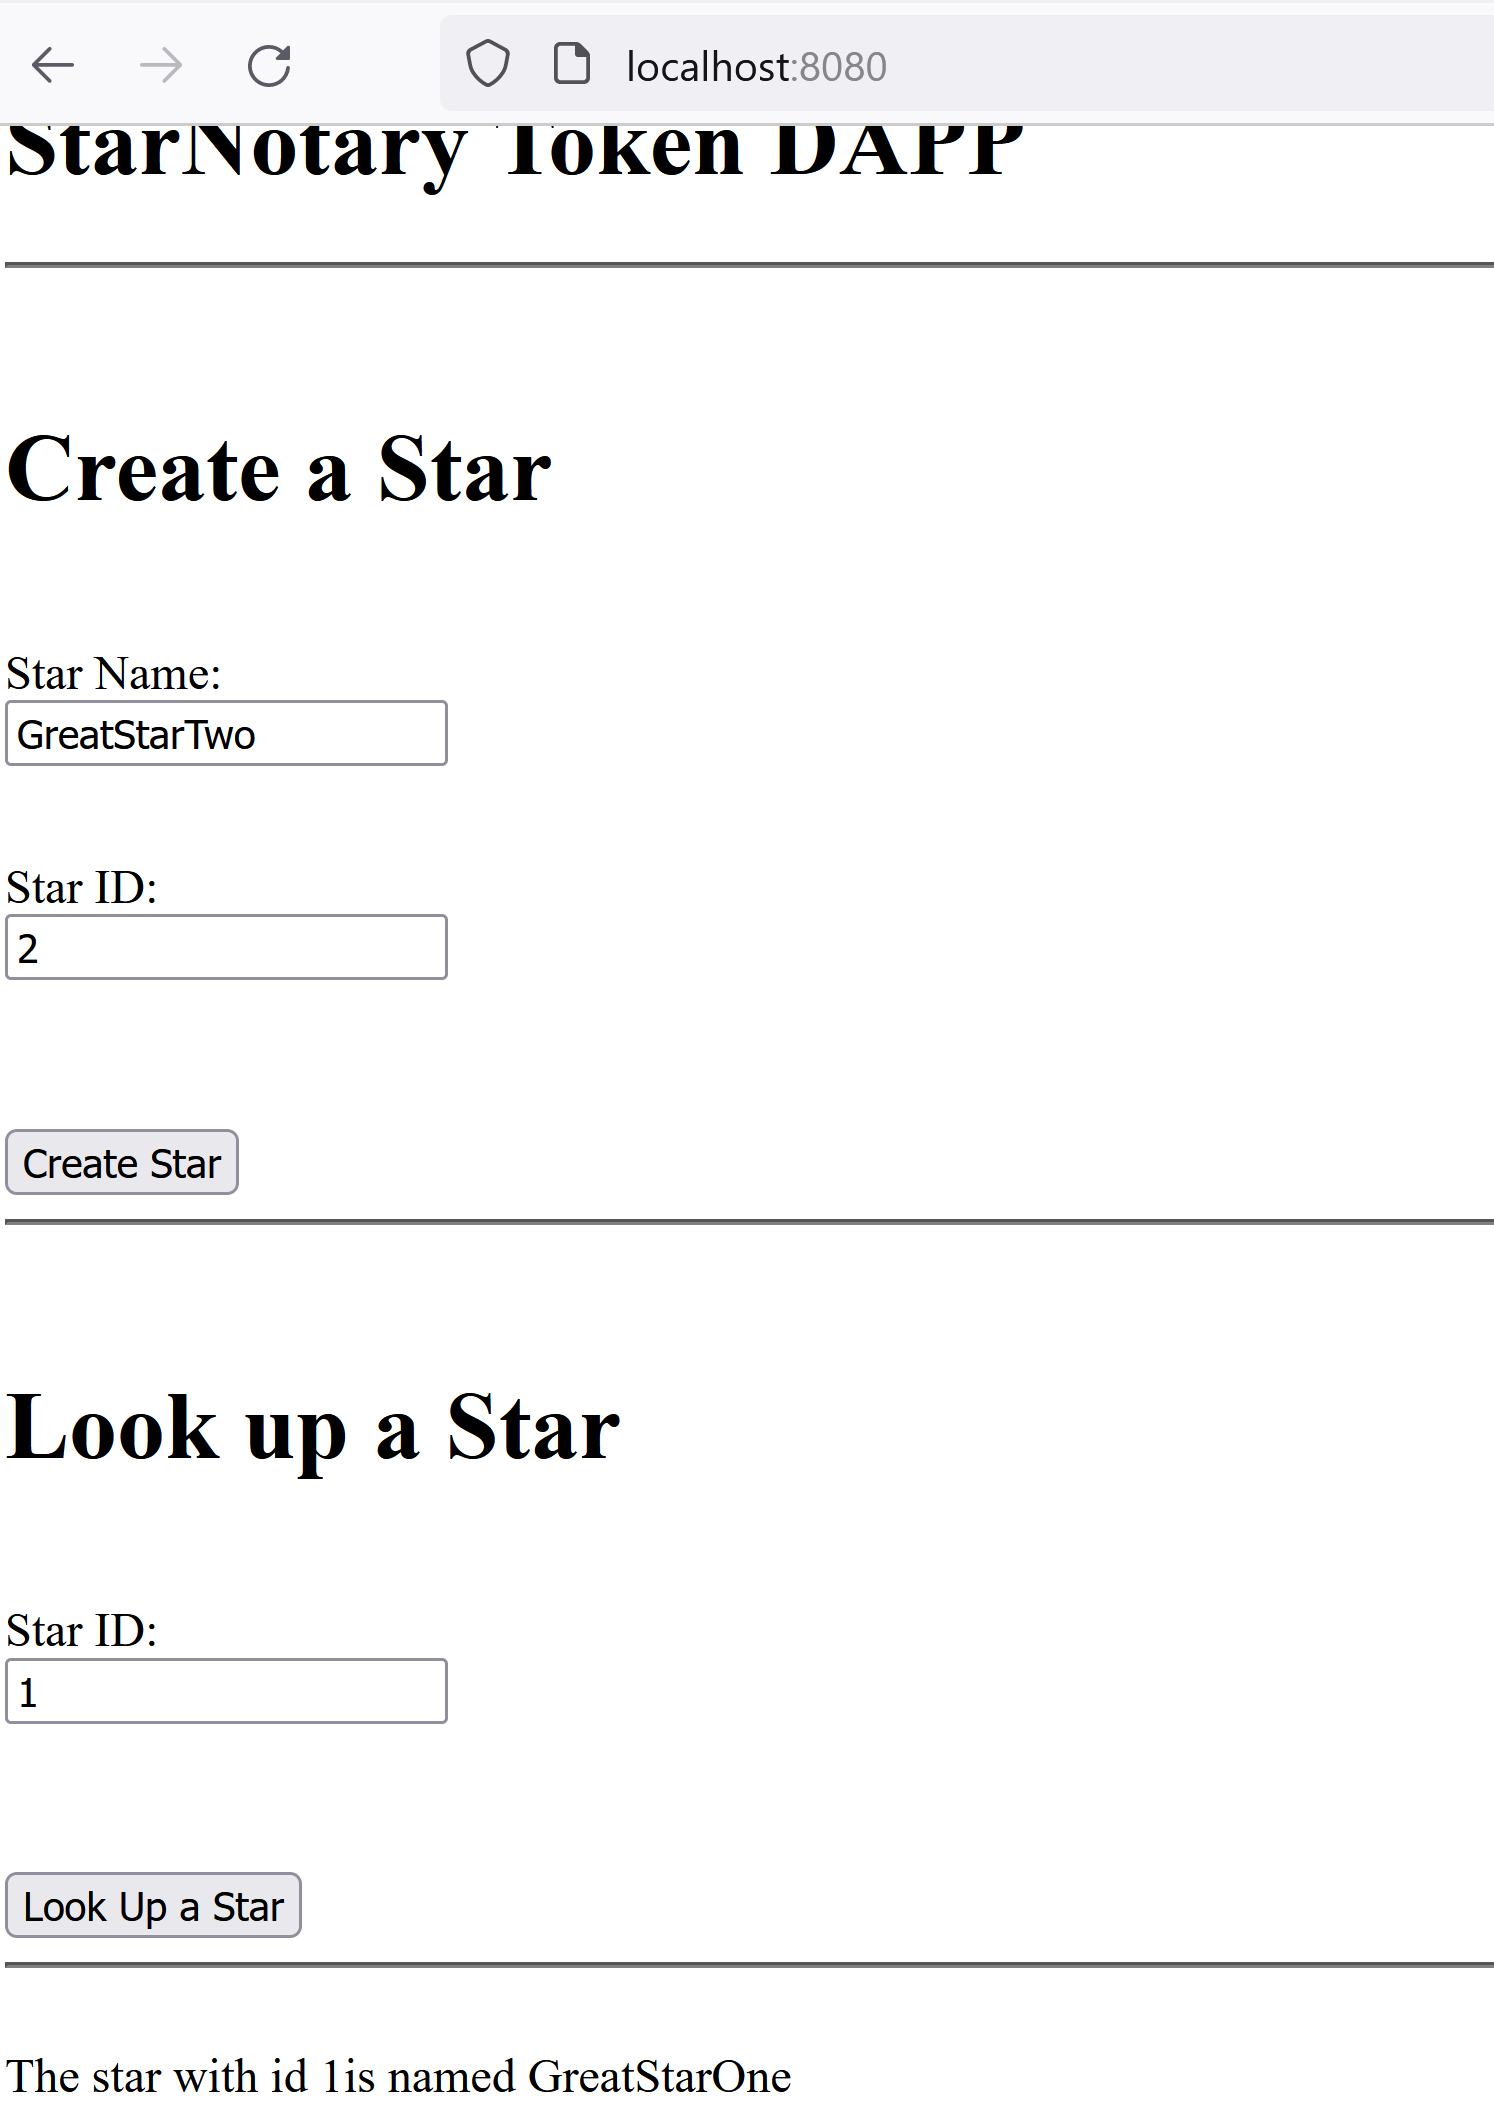 localhost:8080
StarNotary Token DAPP
Create a Star
Star Name:
GreatStarTwo
Star ID:
2
Create Star
Look up a Star
Star ID:
1
Look Up a Star
The star with id 1is named GreatStarOne